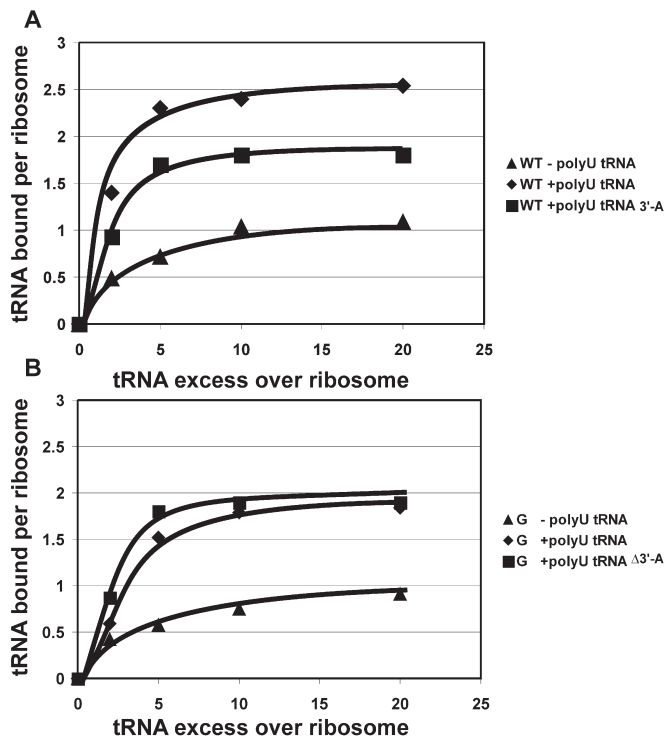 A
3
2.5
2
1.5
1
0.5
0
0 5 10 15 20 25
tRNA bound per ribosome
tRNA excess over ribosome
WT - polyU tRNA
WT +polyU tRNA
WT +polyU tRNA 3'-A
B
3
2.5
2
1.5
1
0.5
0
0 5 10 15 20 25
tRNA bound per ribosome
tRNA excess over ribosome
G - polyU tRNA
G +polyU tRNA
G +polyU tRNA Δ3'-A